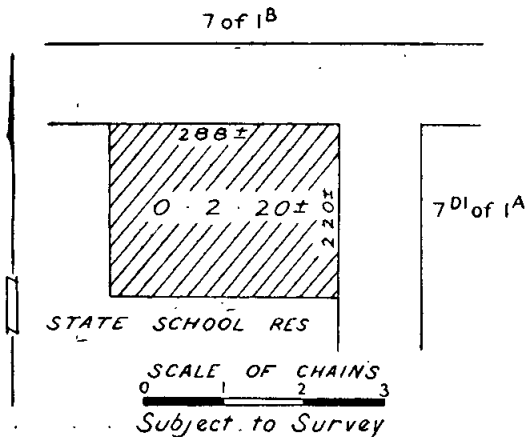 7 of 1ᴮ
288±
0 · 2 · 20±
220±
7ᴰ¹ of 1ᴬ
STATE SCHOOL RES
SCALE OF CHAINS
0 1 2 3
Subject to Survey